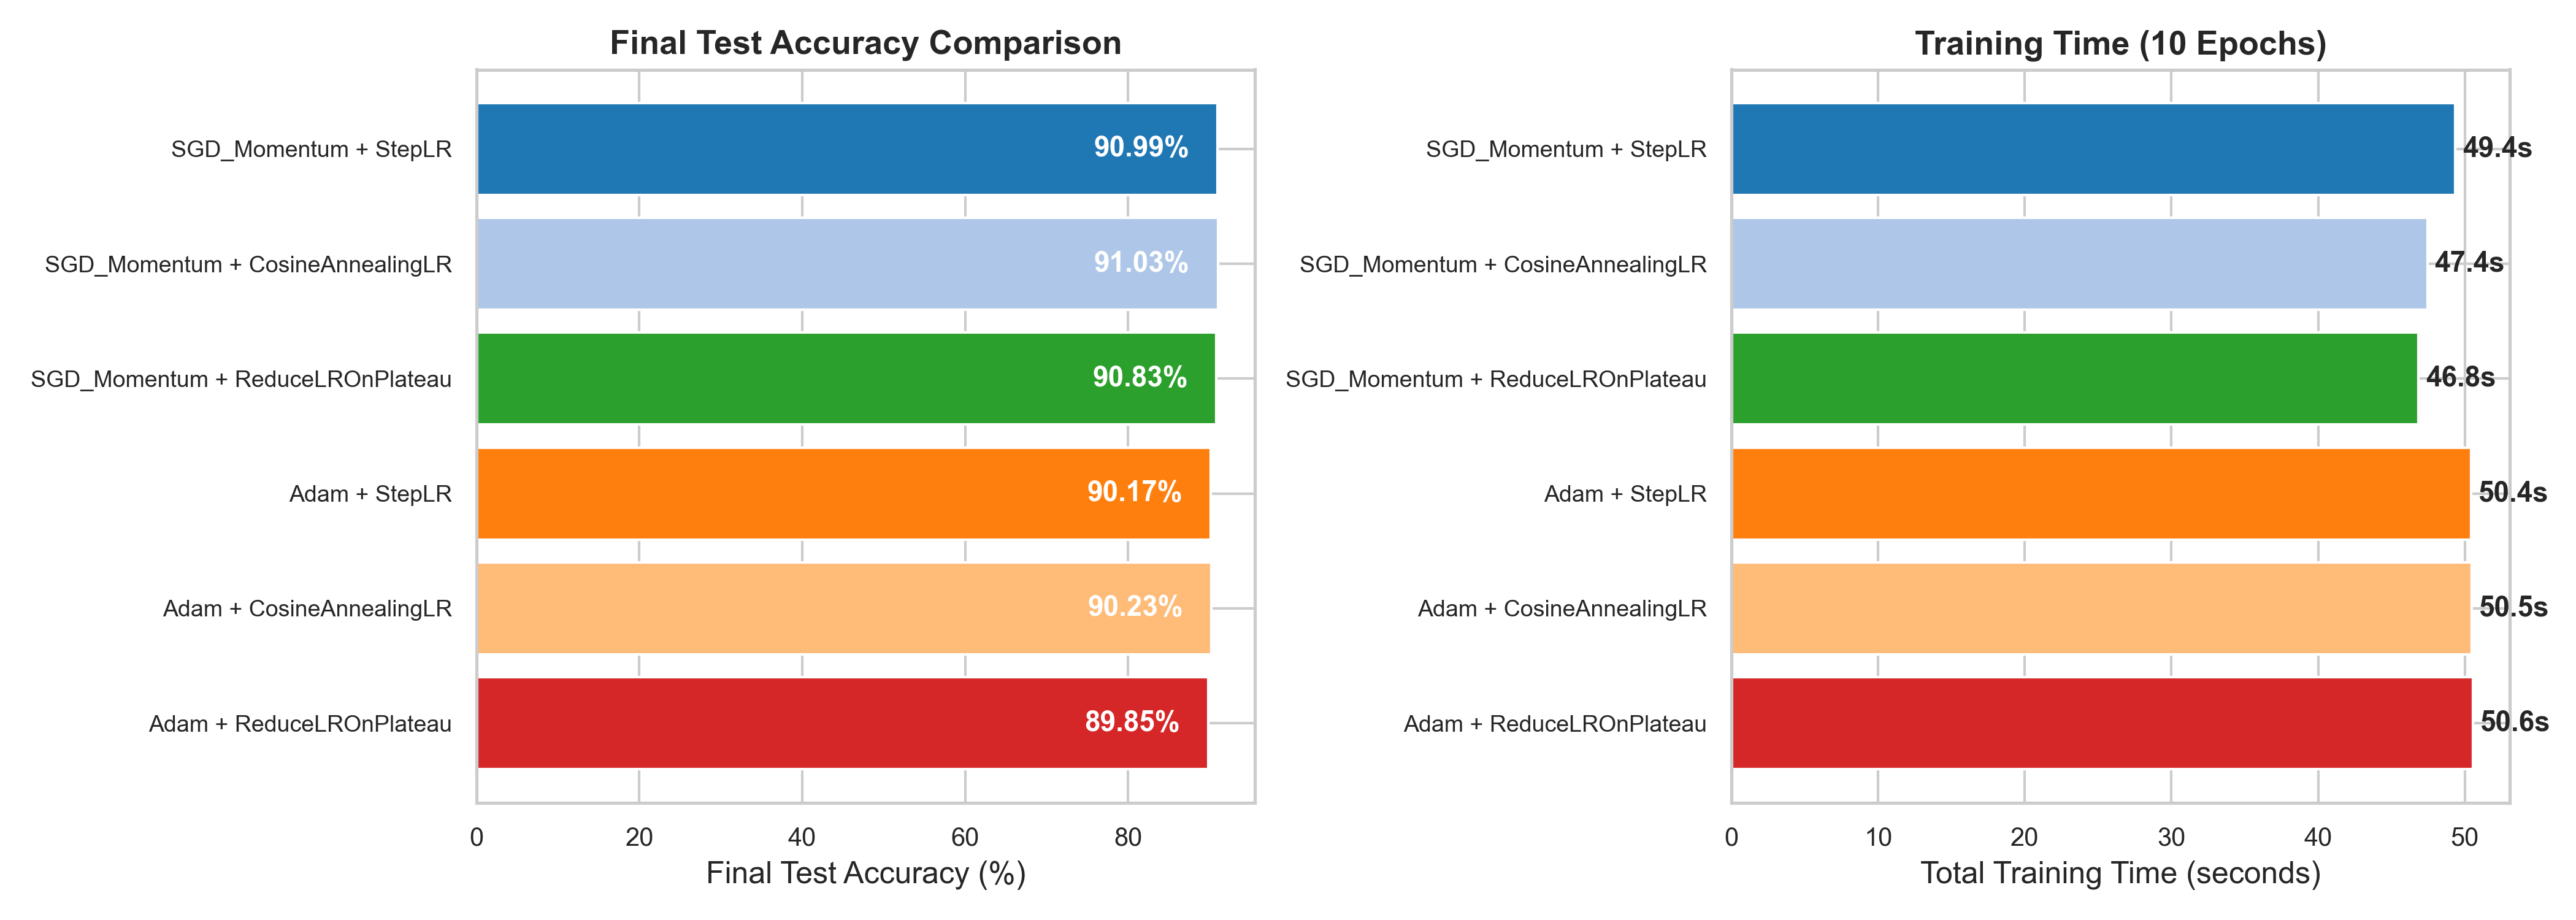 Final Test Accuracy Comparison
SGD_Momentum + StepLR
90.99%
SGD_Momentum + CosineAnnealingLR
91.03%
SGD_Momentum + ReduceLROnPlateau
90.83%
Adam + StepLR
90.17%
Adam + CosineAnnealingLR
90.23%
Adam + ReduceLROnPlateau
89.85%
0 20 40 60 80
Final Test Accuracy (%)
Training Time (10 Epochs)
SGD_Momentum + StepLR
49.4s
SGD_Momentum + CosineAnnealingLR
47.4s
SGD_Momentum + ReduceLROnPlateau
46.8s
Adam + StepLR
50.4s
Adam + CosineAnnealingLR
50.5s
Adam + ReduceLROnPlateau
50.6s
0 10 20 30 40 50
Total Training Time (seconds)